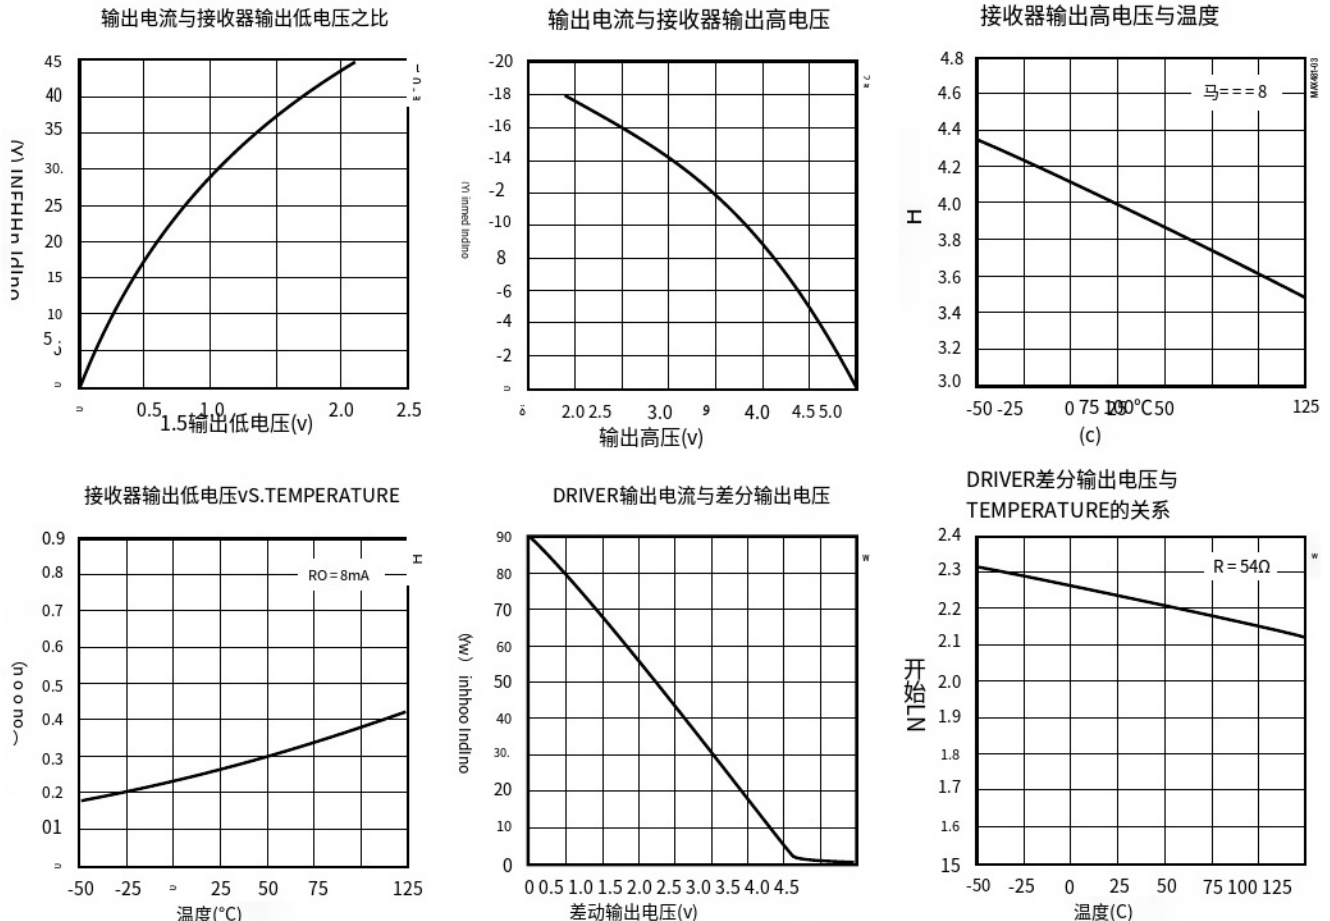 输出电流与接收器输出低电压之比
45
40
35
30.
25
20
15
10
5
0.5 1.0 2.0 2.5
1.5输出低电压(v)
输出电流与接收器输出高电压
-20
-18
-16
-14
-2
-10
8
-6
-4
-2
2.0 2.5 3.0 9 4.0 4.5 5.0
输出高压(v)
接收器输出高电压与温度
MAX481-03
4.8
马===8
4.6
4.4
4.2
4.0
3.8
3.6
3.4
3.2
3.0
H
-50 -25 0 75 100℃50 125
(c)
接收器输出低电压vS.TEMPERATURE
H
0.9
RO=8mA
0.8
0.7
0.6
0.5
0.4
0.3
0.2
01
-50 -25 25 50 75 125
温度(°C)
DRIVER输出电流与差分输出电压
w
90
80
70
60
50
40
30.
20
10
0
(Yw) inhhoo IndIno
0 0.5 1.0 1.5 2.0 2.5 3.0 3.5 4.0 4.5
差动输出电压(v)
DRIVER差分输出电压与
TEMPERATURE的关系
w
2.4
R=54Ω
2.3
2.2
2.1
2.0
1.9
1.8
1.7
1.6
15
开始LN
-50 -25 0 25 50 75 100 125
温度(C)